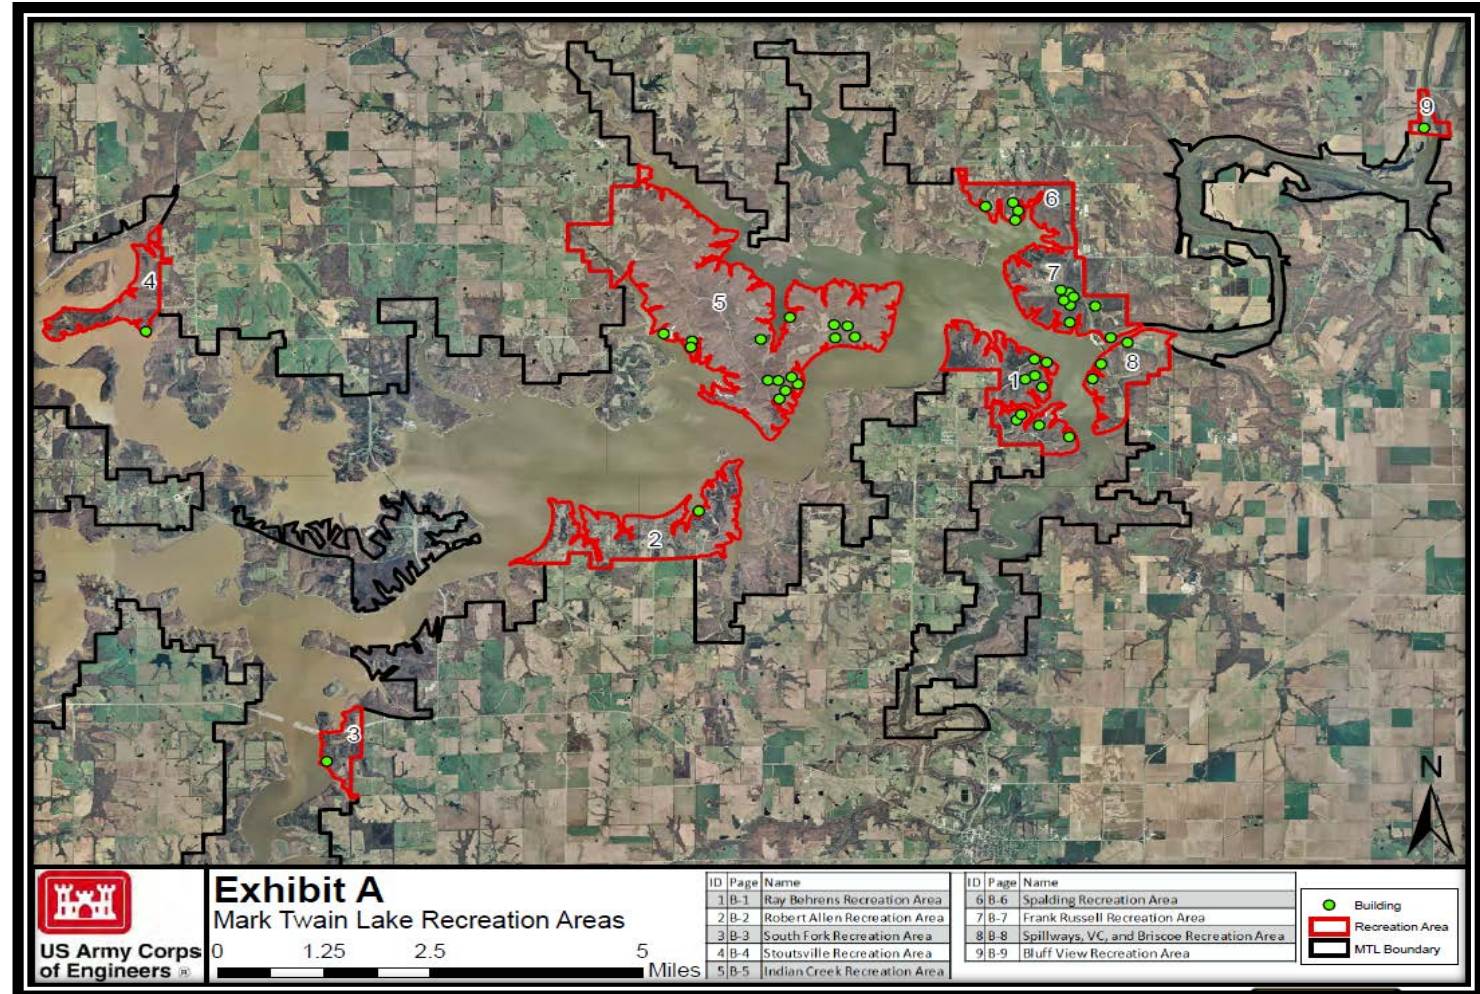 9
6
4
7
5
8
1
2
3
N
US Army Corps
of Engineers ®
Exhibit A
Mark Twain Lake Recreation Areas
0 1.25 2.5 5
Miles
ID Page Name
1 B-1 Ray Behrens Recreation Area
2 B-2 Robert Allen Recreation Area
3 B-3 South Fork Recreation Area
4 B-4 Stoutsville Recreation Area
5 B-5 Indian Creek Recreation Area
ID Page Name
6 B-6 Spalding Recreation Area
7 B-7 Frank Russell Recreation Area
8 B-8 Spillways, VC, and Briscoe Recreation Area
9 B-9 Bluff View Recreation Area
Building
Recreation Area
MTL Boundary